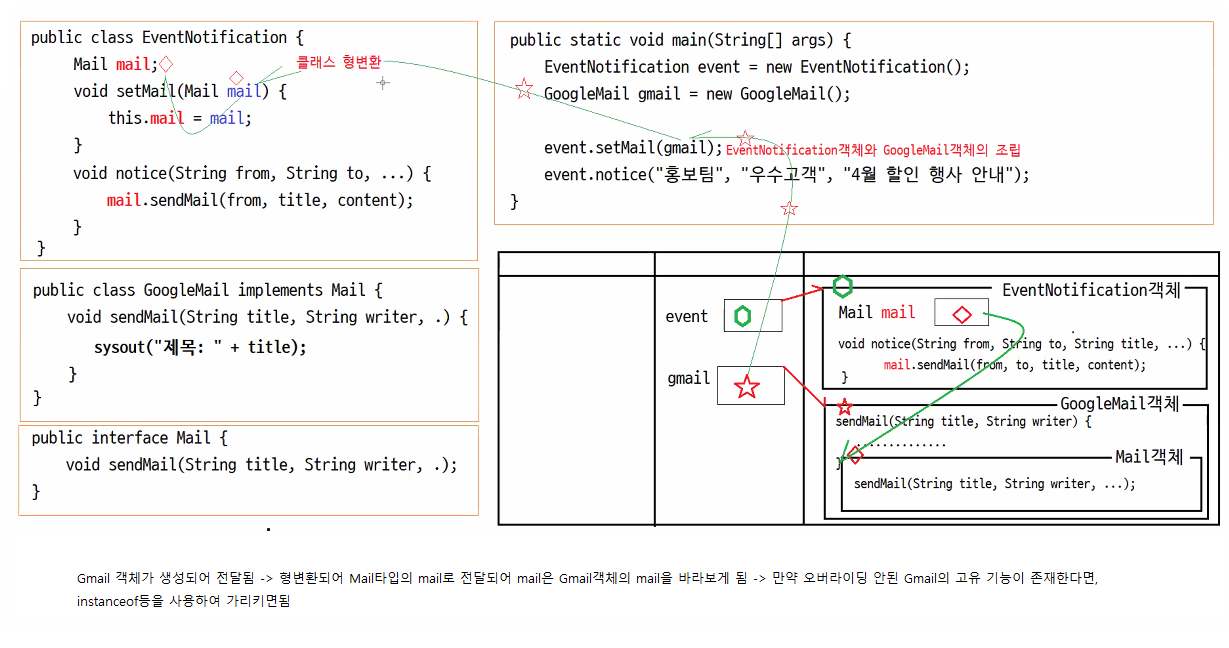 public class EventNotification {
Mail mail;
클래스 형변환
void setMail(Mail mail) {
this.mail = mail;
}
void notice(String from, String to, ...) {
mail.sendMail(from, title, content);
}
}
public class GoogleMail implements Mail {
void sendMail(String title, String writer, .) {
sysout("제목: " + title);
}
}
public interface Mail {
void sendMail(String title, String writer, .);
}
public static void main(String[] args) {
EventNotification event = new EventNotification();
GoogleMail gmail = new GoogleMail();
event.setMail(gmail);EventNotification객체와 GoogleMail객체의 조립
event.notice("홍보팀", "우수고객", "4월 할인 행사 안내");
}
event
gmail
EventNotification객체
Mail mail
void notice(String from, String to, String title, ...) {
mail.sendMail(from, to, title, content);
}
GoogleMail객체
sendMail(String title, String writer) {
..............
}
Mail객체
sendMail(String title, String writer, ...);
Gmail 객체가 생성되어 전달됨 -> 형변환되어 Mail타입의 mail로 전달되어 mail은 Gmail객체의 mail을 바라보게 됨 -> 만약 오버라이딩 안된 Gmail의 고유 기능이 존재한다면,
instanceof등을 사용하여 가리키면됨